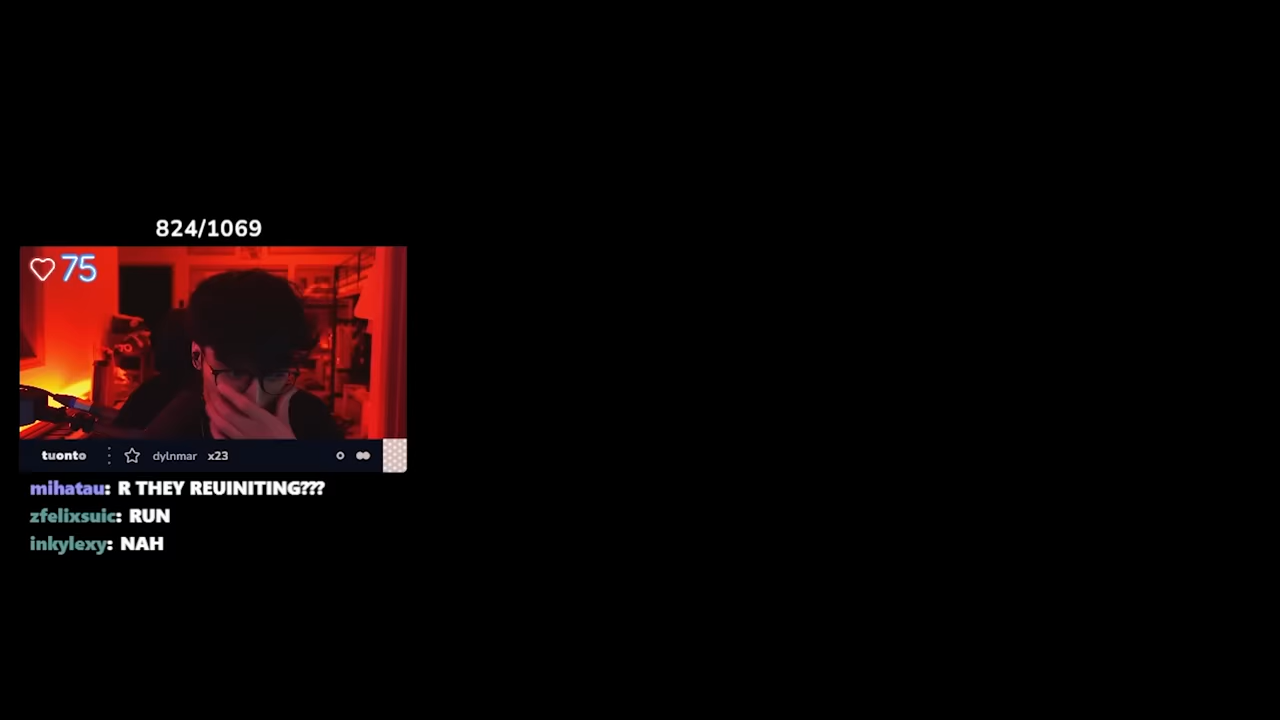 824/1069
75
tuonto dylnmar x23
mihatau: R THEY REUINITING???
zfelixsuic: RUN
inkylexy: NAH